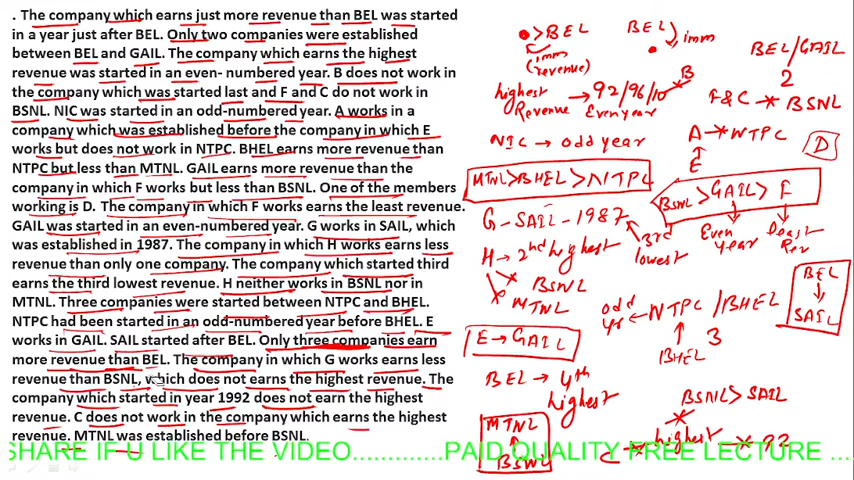 . The company which earns just more revenue than BEL was started
in a year just after BEL. Only two companies were established
between BEL and GAIL. The company which earns the highest
revenue was started in an even- numbered year. B does not work in
the company which was started last and F and C do not work in
BSNL. NIC was started in an odd-numbered year. A works in a
company which was established before the company in which E
works but does not work in NTPC. BHEL earns more revenue than
NTPC but less than MTNL. GAIL earns more revenue than the
company in which F works but less than BSNL. One of the members
working is D. The company in which F works earns the least revenue.
GAIL was started in an even-numbered year. G works in SAIL, which
was established in 1987. The company in which H works earns less
revenue than only one company. The company which started third
earns the third lowest revenue. H neither works in BSNL nor in
MTNL. Three companies were started between NTPC and BHEL.
NTPC had been started in an odd-numbered year before BHEL. E
works in GAIL. SAIL started after BEL. Only three companies earn
more revenue than BEL. The company in which G works earns less
revenue than BSNL, which does not earns the highest revenue. The
company which started in year 1992 does not earn the highest
revenue. C does not work in the company which earns the highest
revenue. MTNL was established before BSNL.
>BEL
imm
(revenue)
BEL
imm
BEL/GAIL
2
highest
Revenue → 92/96/10
Even year
B
F&C → BSNL
NIC → odd year
A → NTPC
E
D
MTNL>BHEL>NTPC
BSNL>GAIL> F
Even
year
least
Rev
G-SAIL-1987
3rd
lowest
H → 2nd highest
BSNL
MTNL
odd
yr ← NTPC /BHEL
3
BHEL
BEL
SAIL
E → GAIL
BEL → 4th
highest
BSNL > SAIL
highest
92
C
MTNL
BSNL
SHARE IF U LIKE THE VIDEO.............PAID QUALITY FREE LECTURE ...